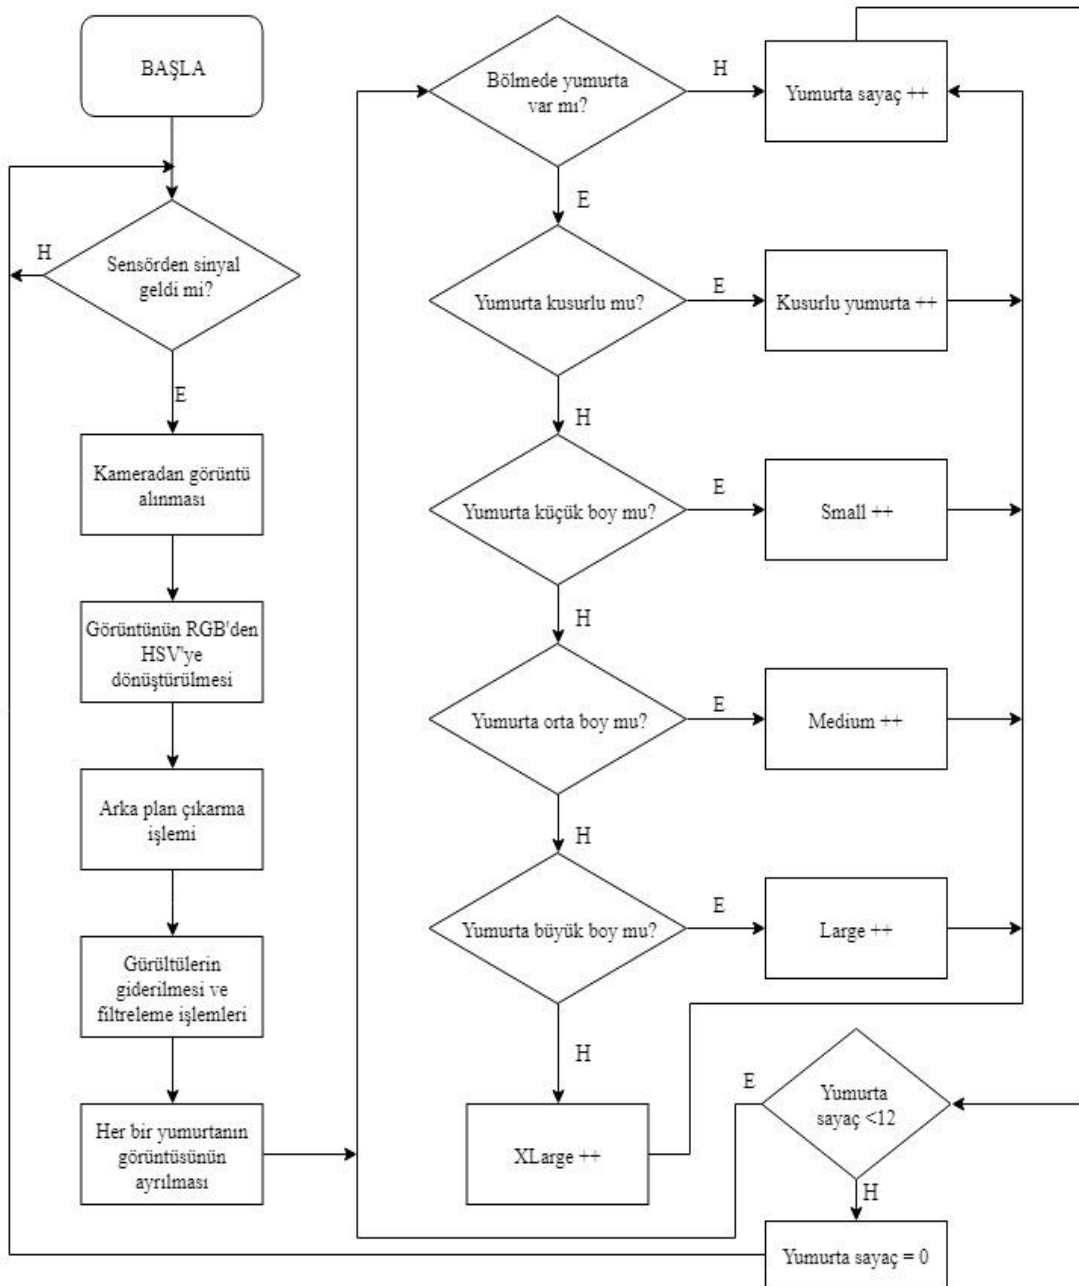 BAŞLA
Sensörden sinyal
geldi mi?
H
E
Kameradan görüntü
alınması
Görüntünün RGB'den
HSV'ye
dönüştürülmesi
Arka plan çıkarma
işlemi
Gürültülerin
giderilmesi ve
filtreleme işlemleri
Her bir yumurtanın
görüntüsünün
ayrılması
Bölmede yumurta
var mı?
H
Yumurta sayaç ++
E
Yumurta kusurlu mu?
E
Kusurlu yumurta ++
H
Yumurta küçük boy mu?
E
Small ++
H
Yumurta orta boy mu?
E
Medium ++
H
Yumurta büyük boy mu?
E
Large ++
H
XLarge ++
E
Yumurta
sayaç <12
H
Yumurta sayaç = 0